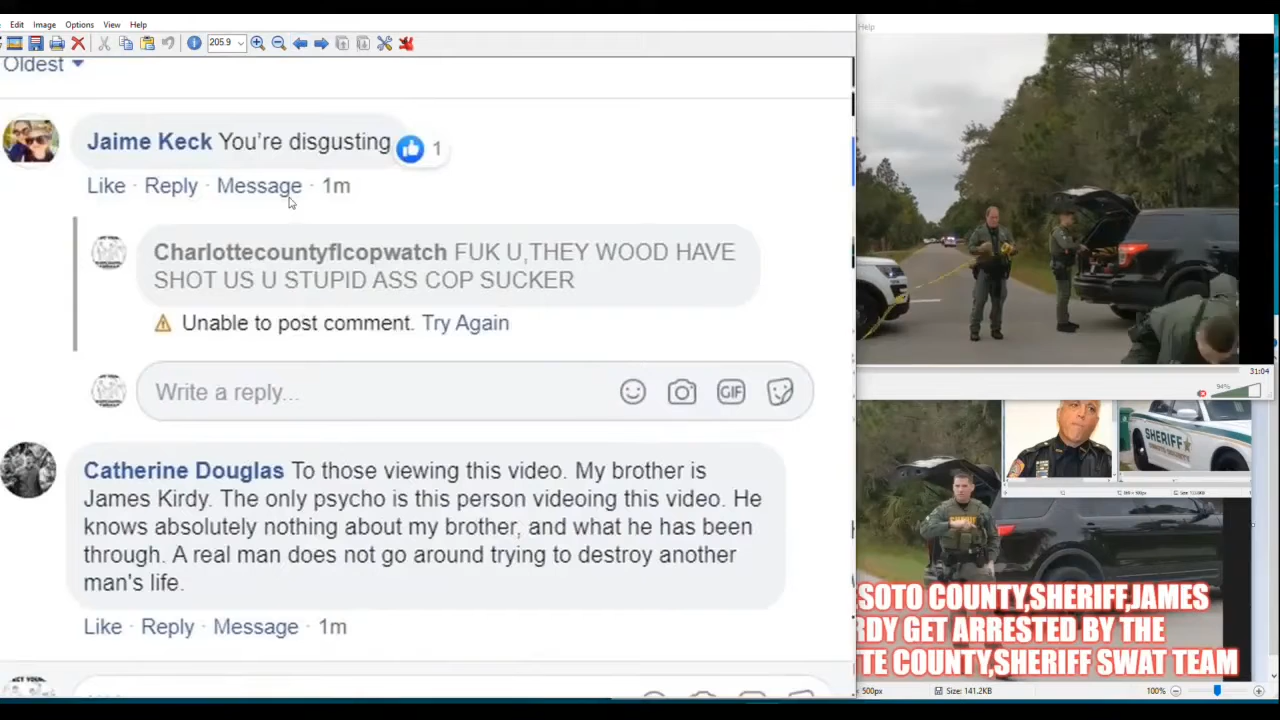 Edit Image Options View Help
205.9
Oldest
Jaime Keck You're disgusting
1
Like · Reply · Message · 1m
Charlottecountyflcopwatch FUK U,THEY WOOD HAVE
SHOT US U STUPID ASS COP SUCKER
Unable to post comment. Try Again
Write a reply...
GIF
Catherine Douglas To those viewing this video. My brother is
James Kirdy. The only psycho is this person videoing this video. He
knows absolutely nothing about my brother, and what he has been
through. A real man does not go around trying to destroy another
man's life.
Like · Reply · Message · 1m
Help
31:04
94%
SHERIFF
SOTO COUNTY,SHERIFF,JAMES
RDY GET ARRESTED BY THE
TE COUNTY,SHERIFF SWAT TEAM
500px
Size: 141.2KB
100%